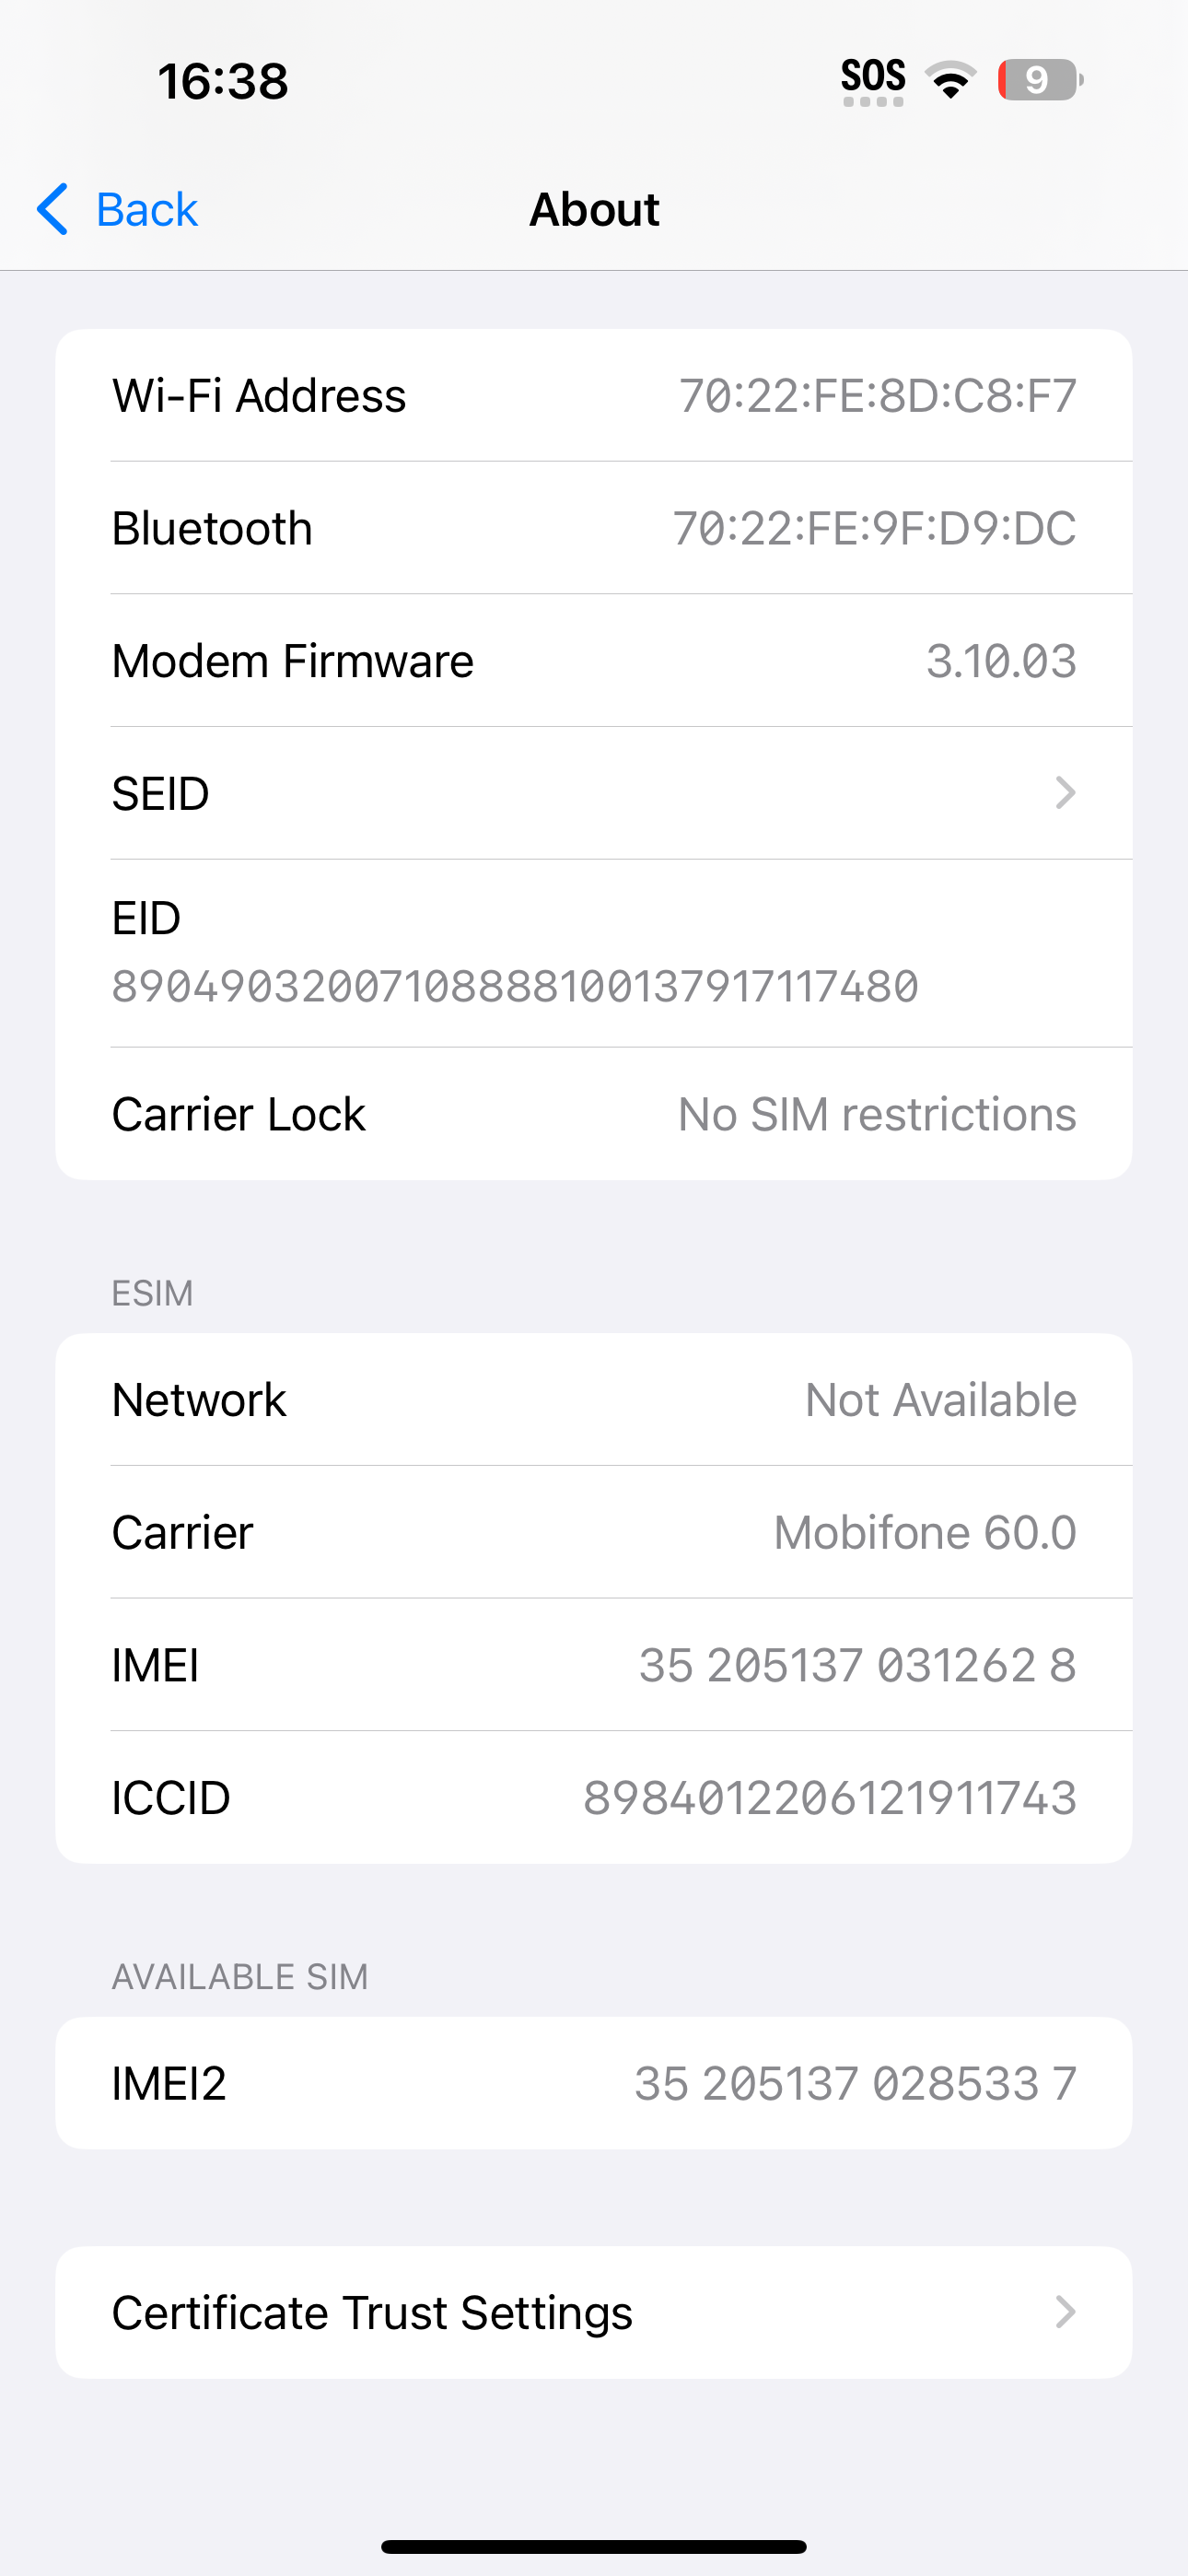 16:38 SOS 9
Back About
Wi-Fi Address 70:22:FE:8D:C8:F7
Bluetooth 70:22:FE:9F:D9:DC
Modem Firmware 3.10.03
SEID
EID
89049032007108888100137917117480
Carrier Lock No SIM restrictions
ESIM
Network Not Available
Carrier Mobifone 60.0
IMEI 35 205137 031262 8
ICCID 8984012206121911743
AVAILABLE SIM
IMEI2 35 205137 028533 7
Certificate Trust Settings